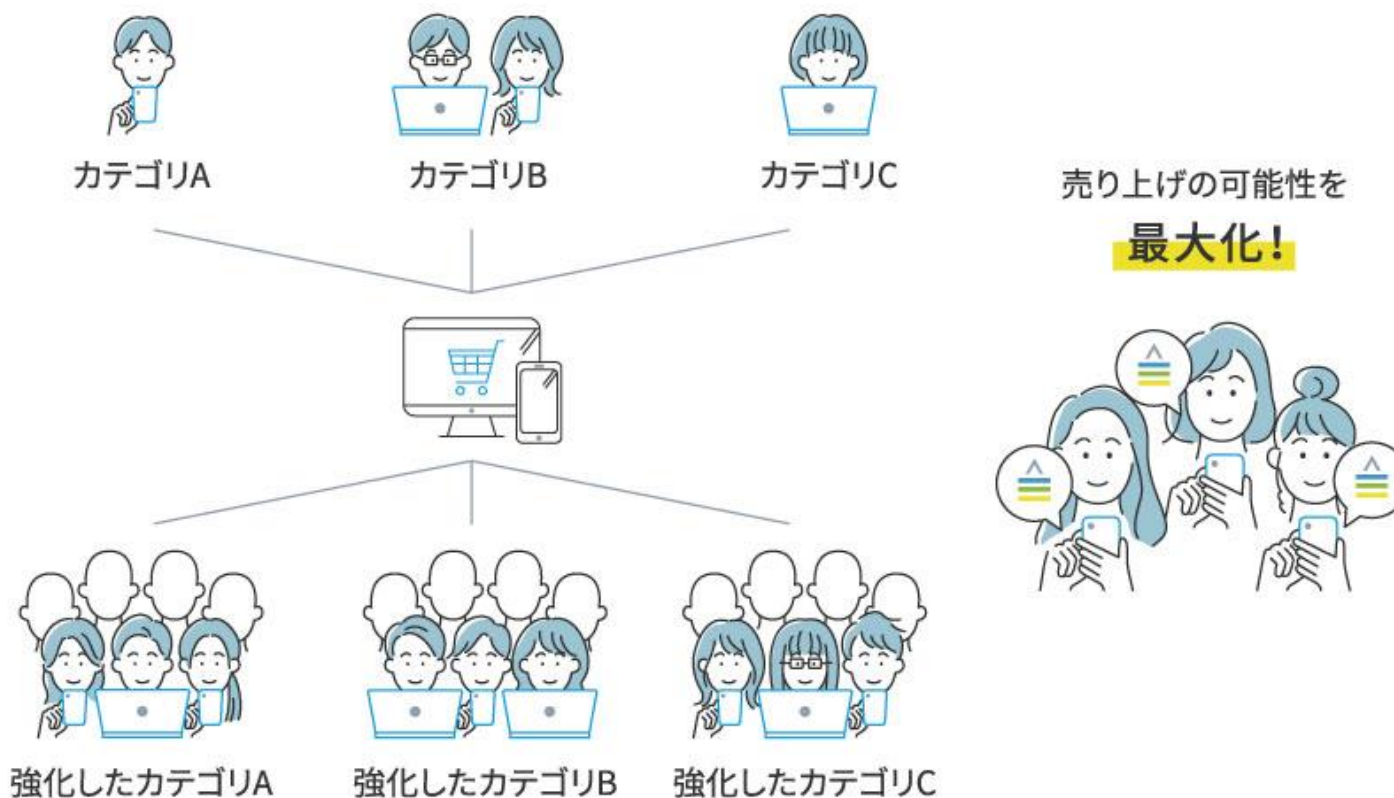 カテゴリA
カテゴリB
カテゴリC
売り上げの可能性を
最大化！
強化したカテゴリA
強化したカテゴリB
強化したカテゴリC